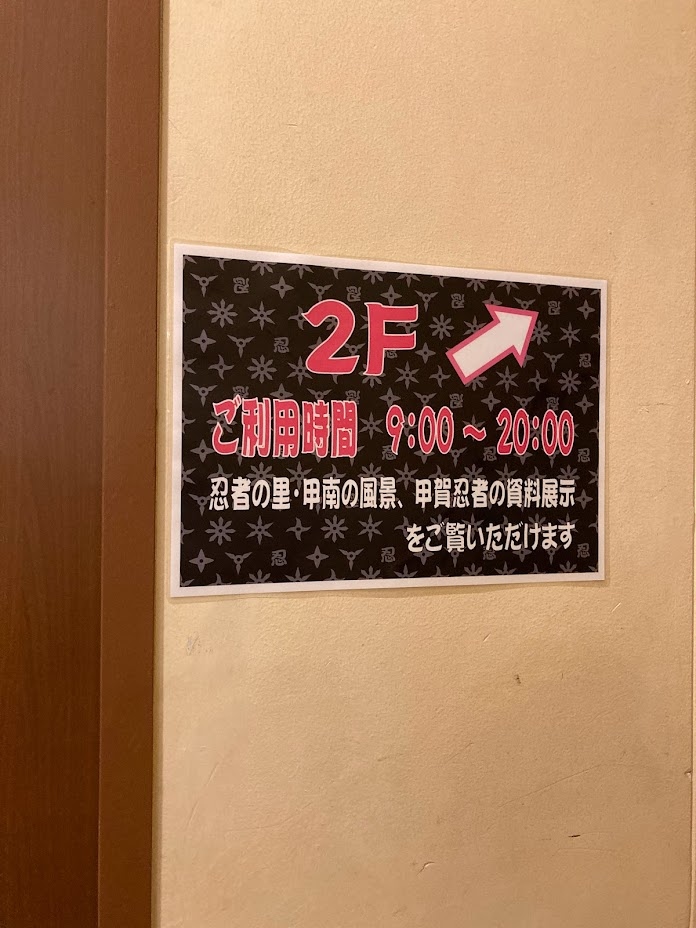 2F
ご利用時間 9:00～20:00
忍者の里・甲南の風景、甲賀忍者の資料展示
をご覧いただけます